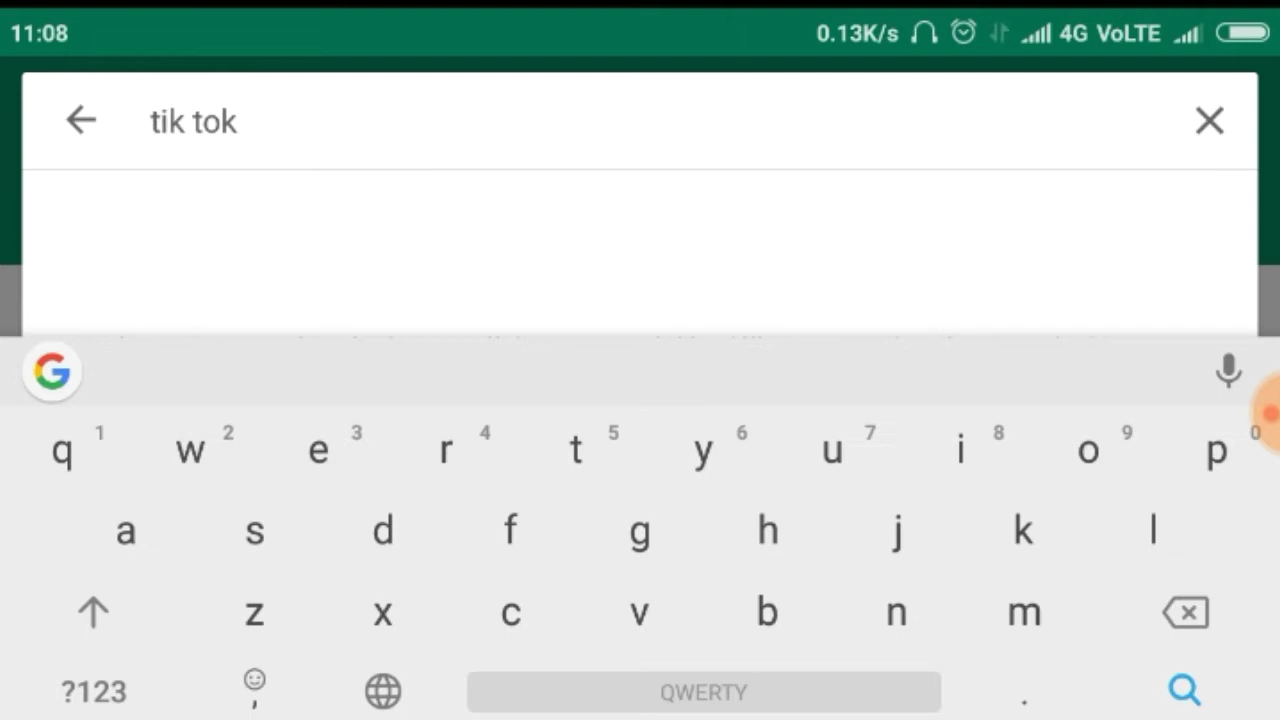 11:08 0.13K/s 4G VoLTE
tik tok
q 1 w 2 e 3 r 4 t 5 y 6 u 7 i 8 o 9 p 0
a s d f g h j k l
z x c v b n m
?123 , QWERTY .